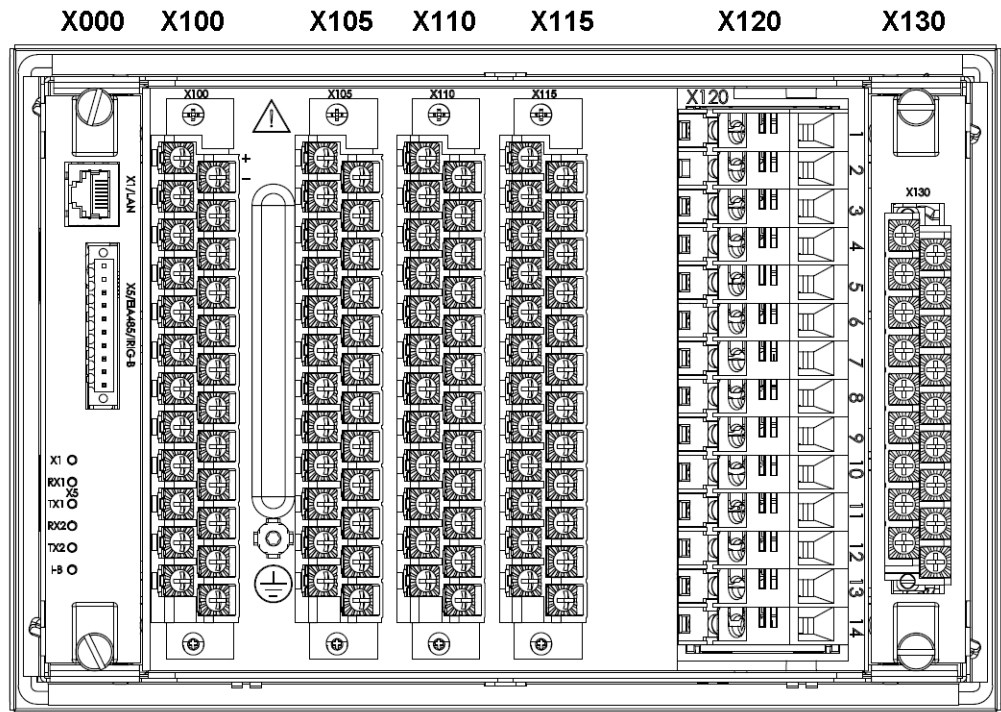 X000 X100 X105 X110 X115 X120 X130
X100
X105
X110
X115
X120
X130
+
-
X1/LAN
X5/EIA485/IRIG-B
X1
RX1
X5
TX1
RX2
TX2
I-B
1
2
3
4
5
6
7
8
9
10
11
12
13
14